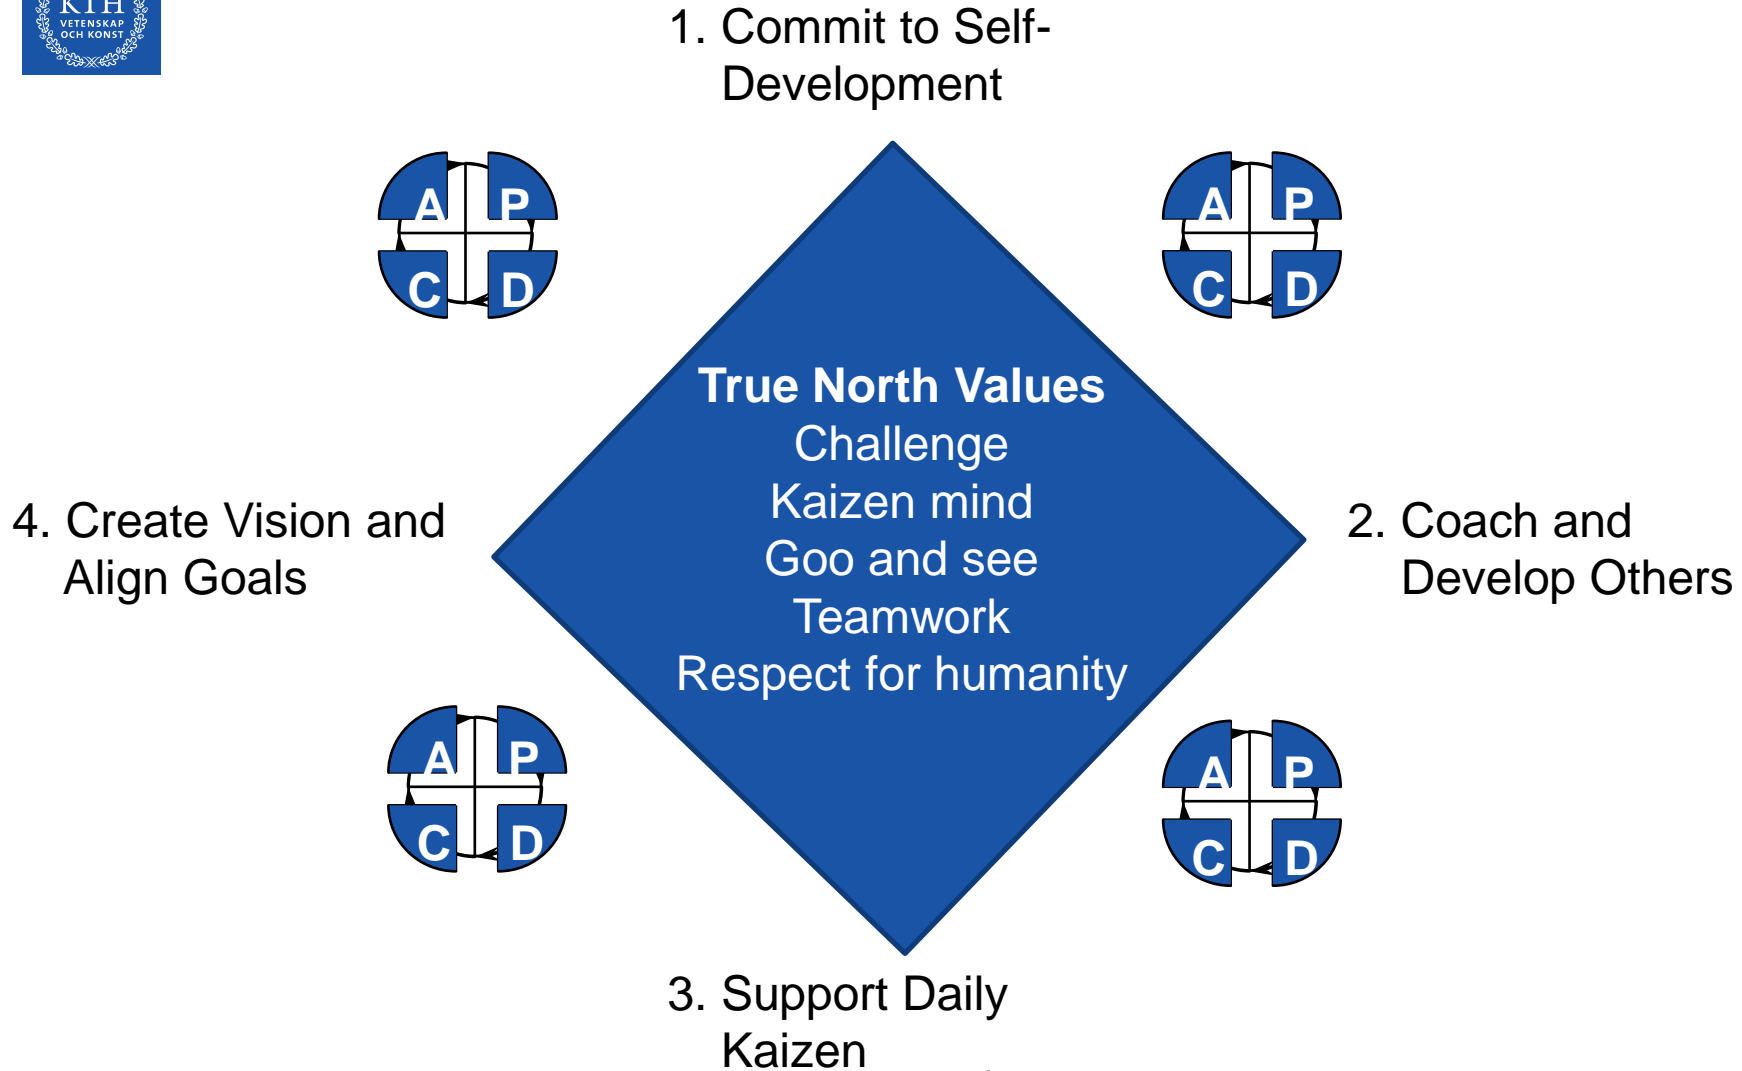 KTH
VETENSKAP
OCH KONST
1. Commit to Self-
Development
A P
C D
A P
C D
True North Values
Challenge
Kaizen mind
Goo and see
Teamwork
Respect for humanity
4. Create Vision and
Align Goals
2. Coach and
Develop Others
A P
C D
A P
C D
3. Support Daily
Kaizen